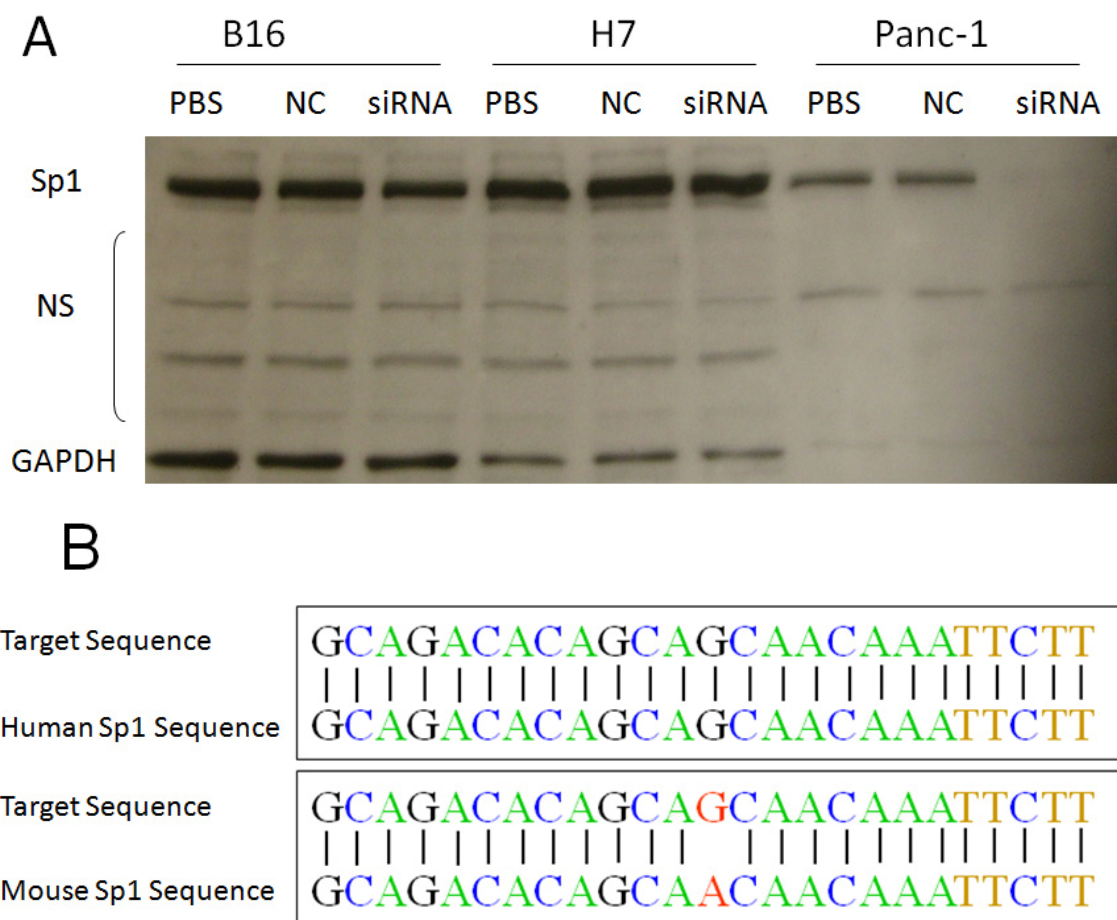 A
B16 H7 Panc-1
PBS NC siRNA PBS NC siRNA PBS NC siRNA
Sp1
NS
GAPDH
B
Target Sequence GCAGACACAGCAGCAACAAATTCTT
Human Sp1 Sequence GCAGACACAGCAGCAACAAATTCTT
Target Sequence GCAGACACAGCAGCAACAAATTCTT
Mouse Sp1 Sequence GCAGACACAGCAACAACAAATTCTT